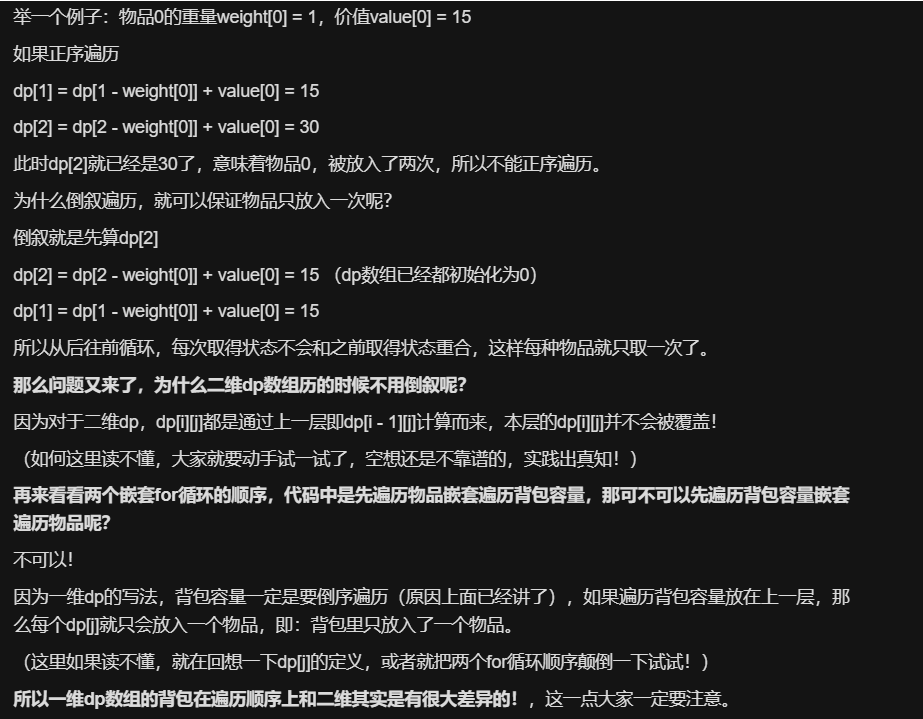 举一个例子：物品0的重量weight[0] = 1，价值value[0] = 15
如果正序遍历
dp[1] = dp[1 - weight[0]] + value[0] = 15
dp[2] = dp[2 - weight[0]] + value[0] = 30
此时dp[2]就已经是30了，意味着物品0，被放入了两次，所以不能正序遍历。
为什么倒叙遍历，就可以保证物品只放入一次呢？
倒叙就是先算dp[2]
dp[2] = dp[2 - weight[0]] + value[0] = 15 （dp数组已经都初始化为0）
dp[1] = dp[1 - weight[0]] + value[0] = 15
所以从后往前循环，每次取得状态不会和之前取得状态重合，这样每种物品就只取一次了。
那么问题又来了，为什么二维dp数组历的时候不用倒叙呢？
因为对于二维dp，dp[i][j]都是通过上一层即dp[i - 1][j]计算而来，本层的dp[i][j]并不会被覆盖！
（如何这里读不懂，大家就要动手试一试了，空想还是不靠谱的，实践出真知！）
再来看看两个嵌套for循环的顺序，代码中是先遍历物品嵌套遍历背包容量，那可不可以先遍历背包容量嵌套
遍历物品呢？
不可以！
因为一维dp的写法，背包容量一定是要倒序遍历（原因上面已经讲了），如果遍历背包容量放在上一层，那
么每个dp[j]就只会放入一个物品，即：背包里只放入了一个物品。
（这里如果读不懂，就在回想一下dp[j]的定义，或者就把两个for循环顺序颠倒一下试试！）
所以一维dp数组的背包在遍历顺序上和二维其实是有很大差异的！，这一点大家一定要注意。